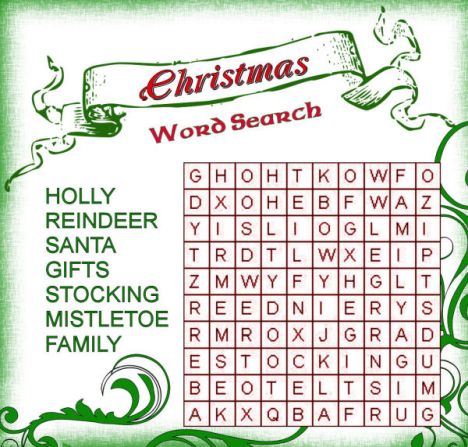 Christmas
Word Search
HOLLY
REINDEER
SANTA
GIFTS
STOCKING
MISTLETOE
FAMILY
G H O H T K O W F O
D X O H E B F W A Z
Y I S L I O G L M I
T R D T L W X E I P
Z M W Y F Y H G L T
R E E D N I E R Y S
R M R O X J G R A D
E S T O C K I N G U
B E O T E L T S I M
A K X Q B A F R U G